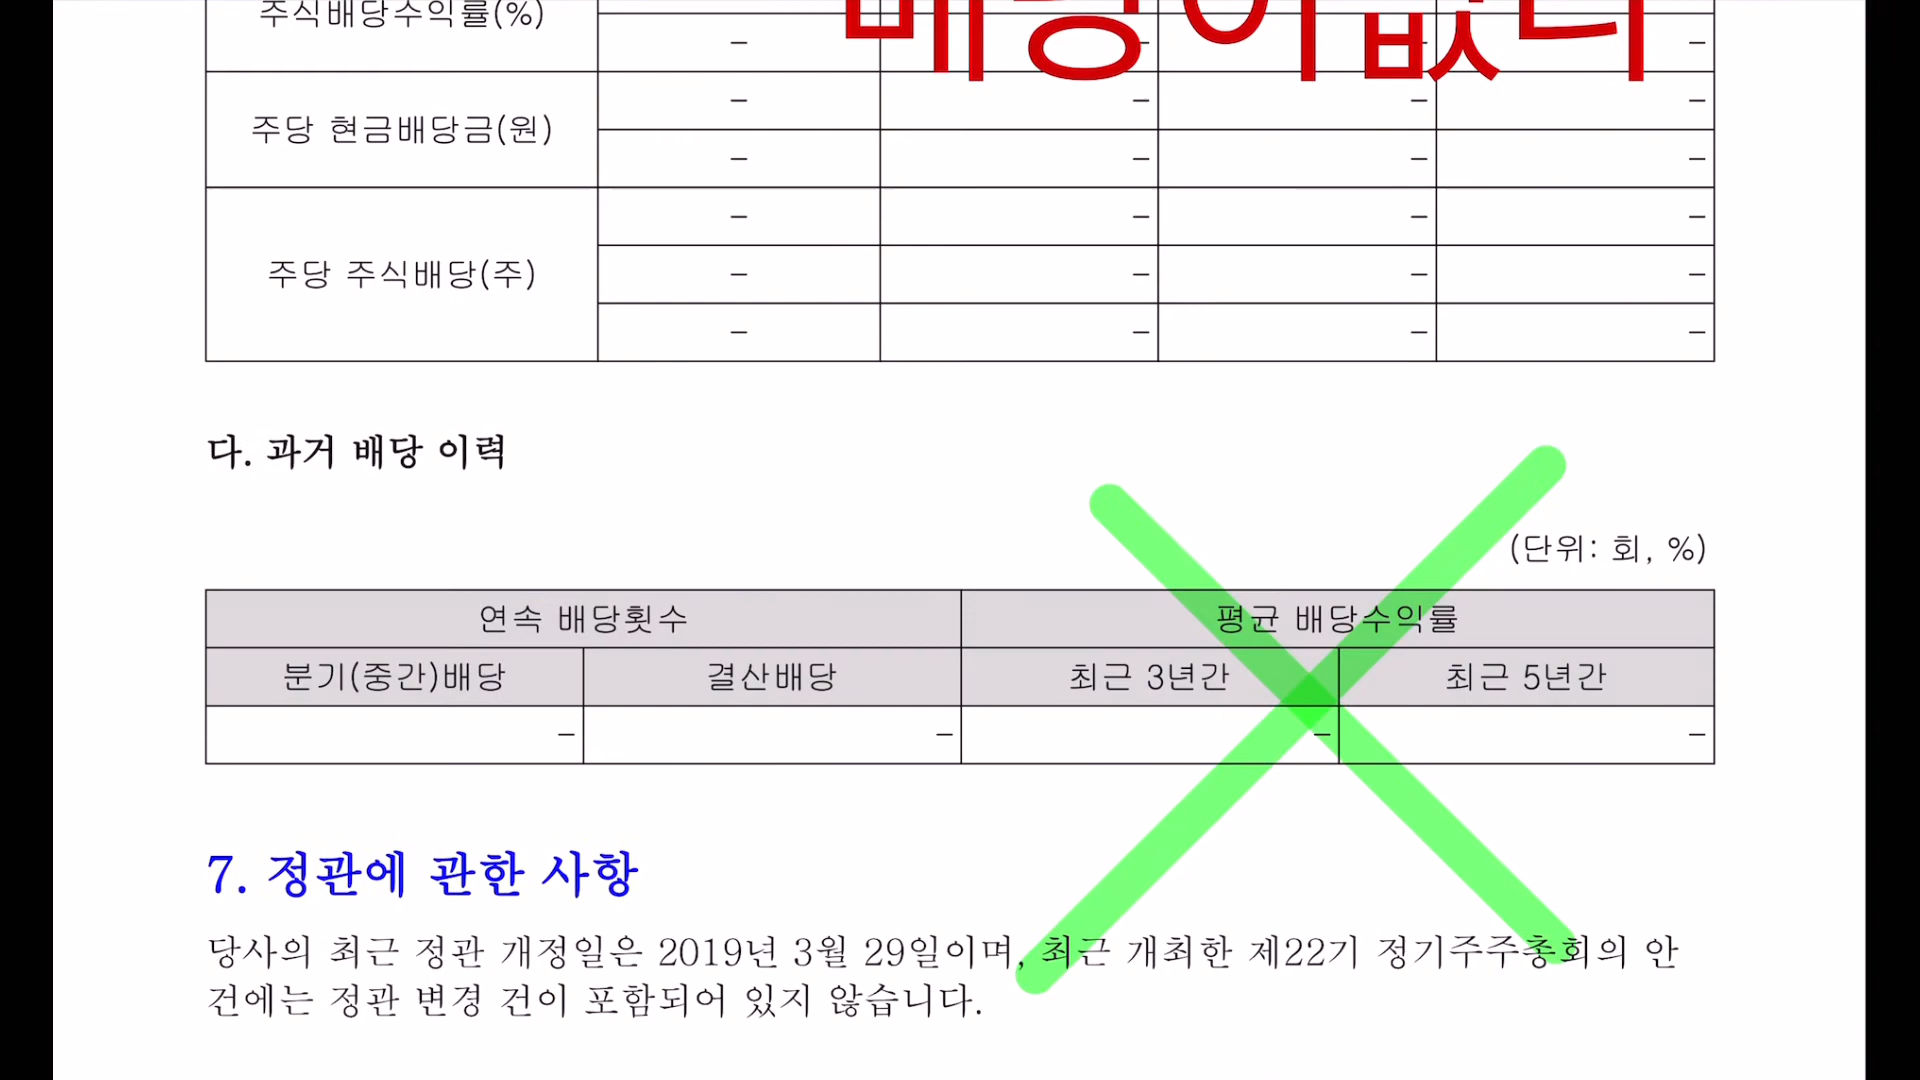 배당이없네
주식배당수익률(%)
– – – –
주당 현금배당금(원)
– – – –
– – – –
주당 주식배당(주)
– – – –
– – – –
– – – –
다. 과거 배당 이력
(단위: 회, %)
연속 배당횟수 평균 배당수익률
분기(중간)배당 결산배당 최근 3년간 최근 5년간
– – – –
7. 정관에 관한 사항
당사의 최근 정관 개정일은 2019년 3월 29일이며, 최근 개최한 제22기 정기주주총회의 안
건에는 정관 변경 건이 포함되어 있지 않습니다.